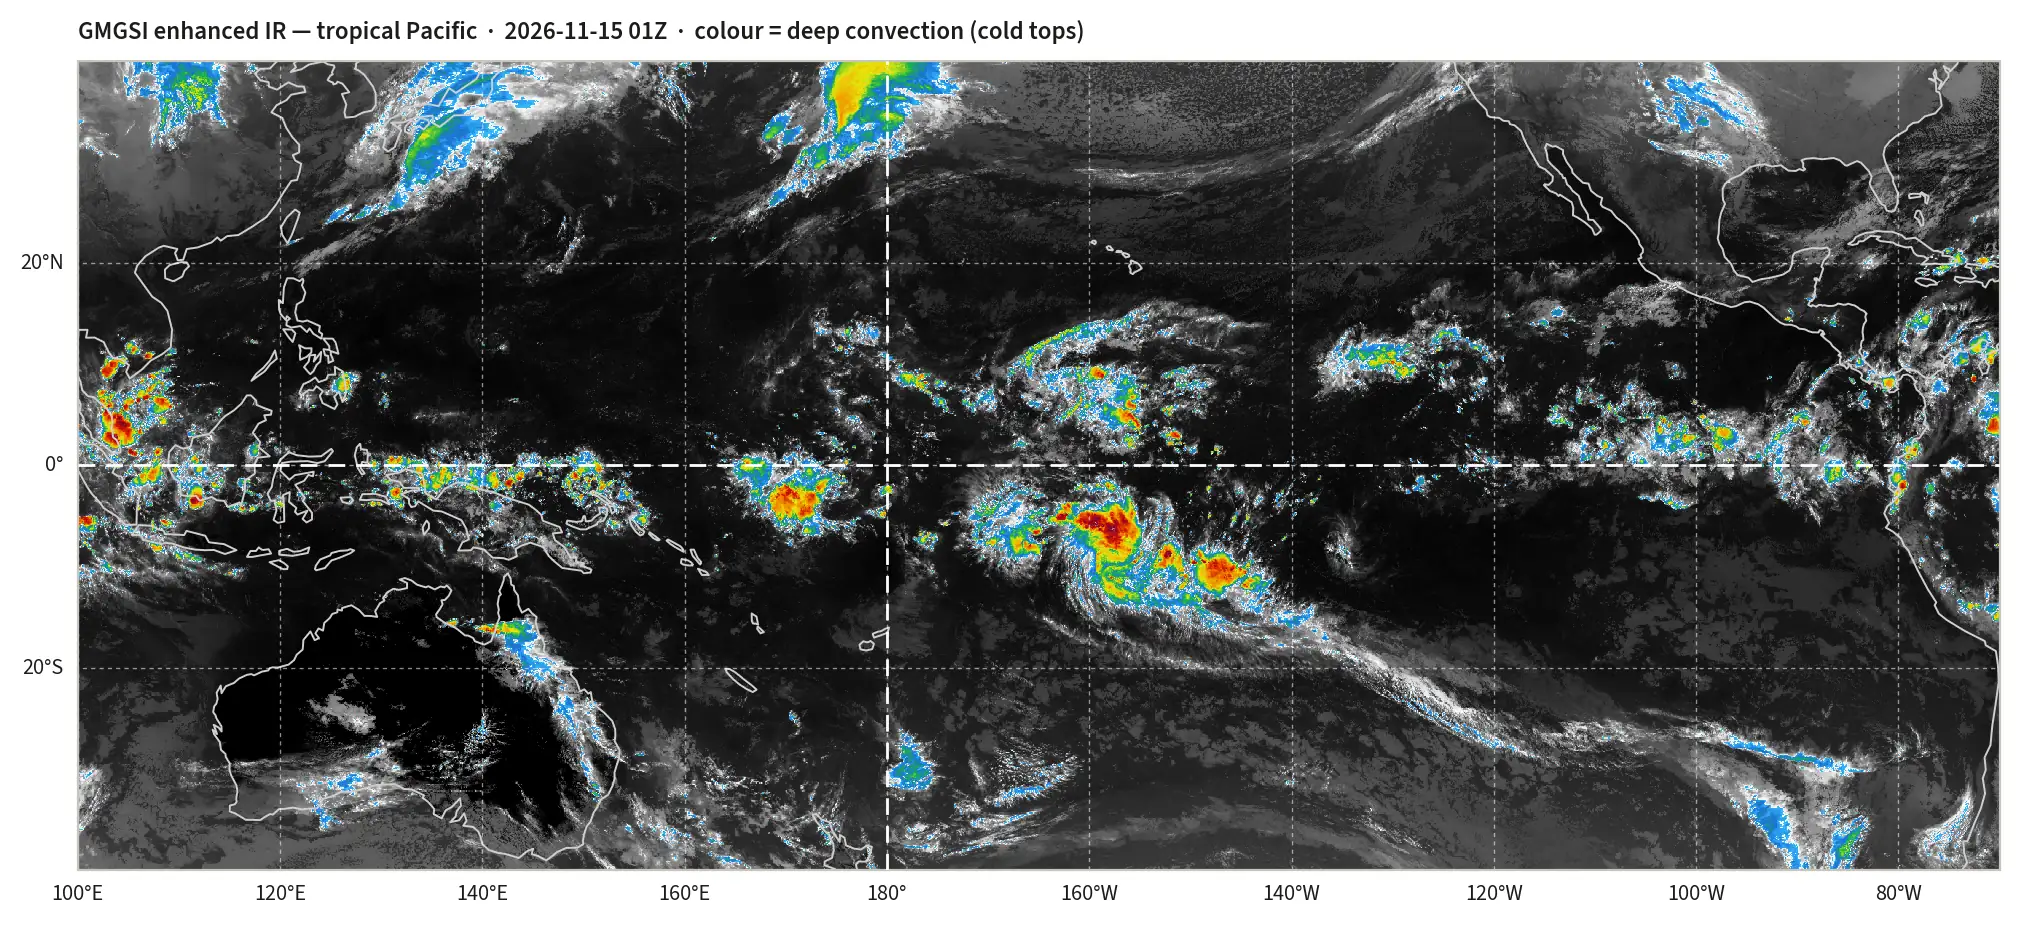 GMGSI enhanced IR — tropical Pacific · 2026-11-15 01Z · colour = deep convection (cold tops)
20°N
0°
20°S
100°E 120°E 140°E 160°E 180° 160°W 140°W 120°W 100°W 80°W